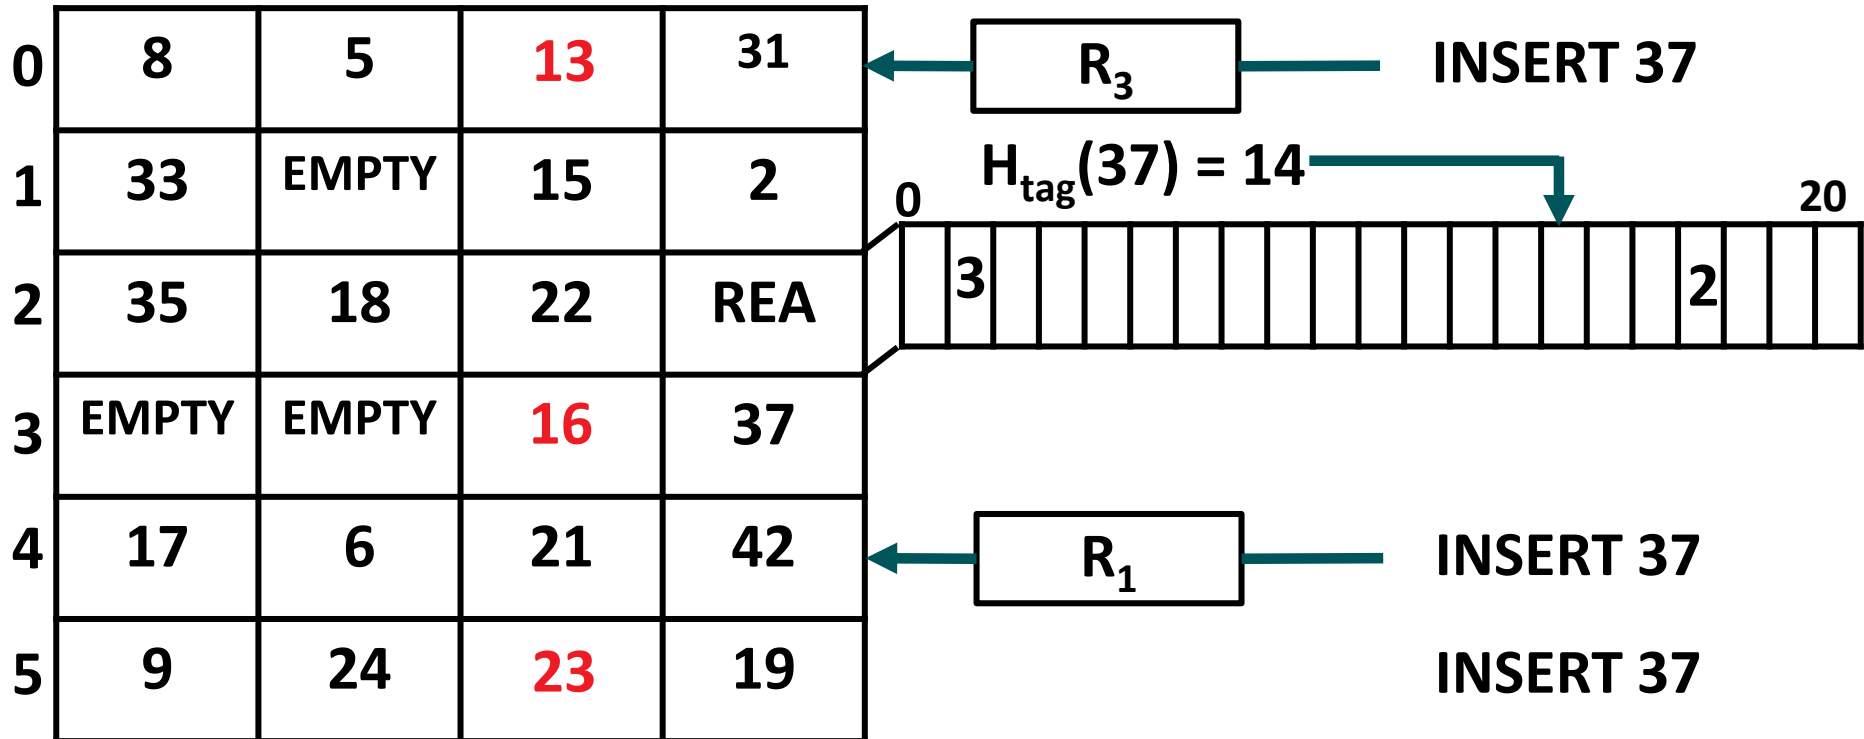 0 8 5 13 31 R3 INSERT 37
1 33 EMPTY 15 2 Htag(37) = 14
0 20
2 35 18 22 REA 3 2
3 EMPTY EMPTY 16 37
4 17 6 21 42 R1 INSERT 37
5 9 24 23 19 INSERT 37